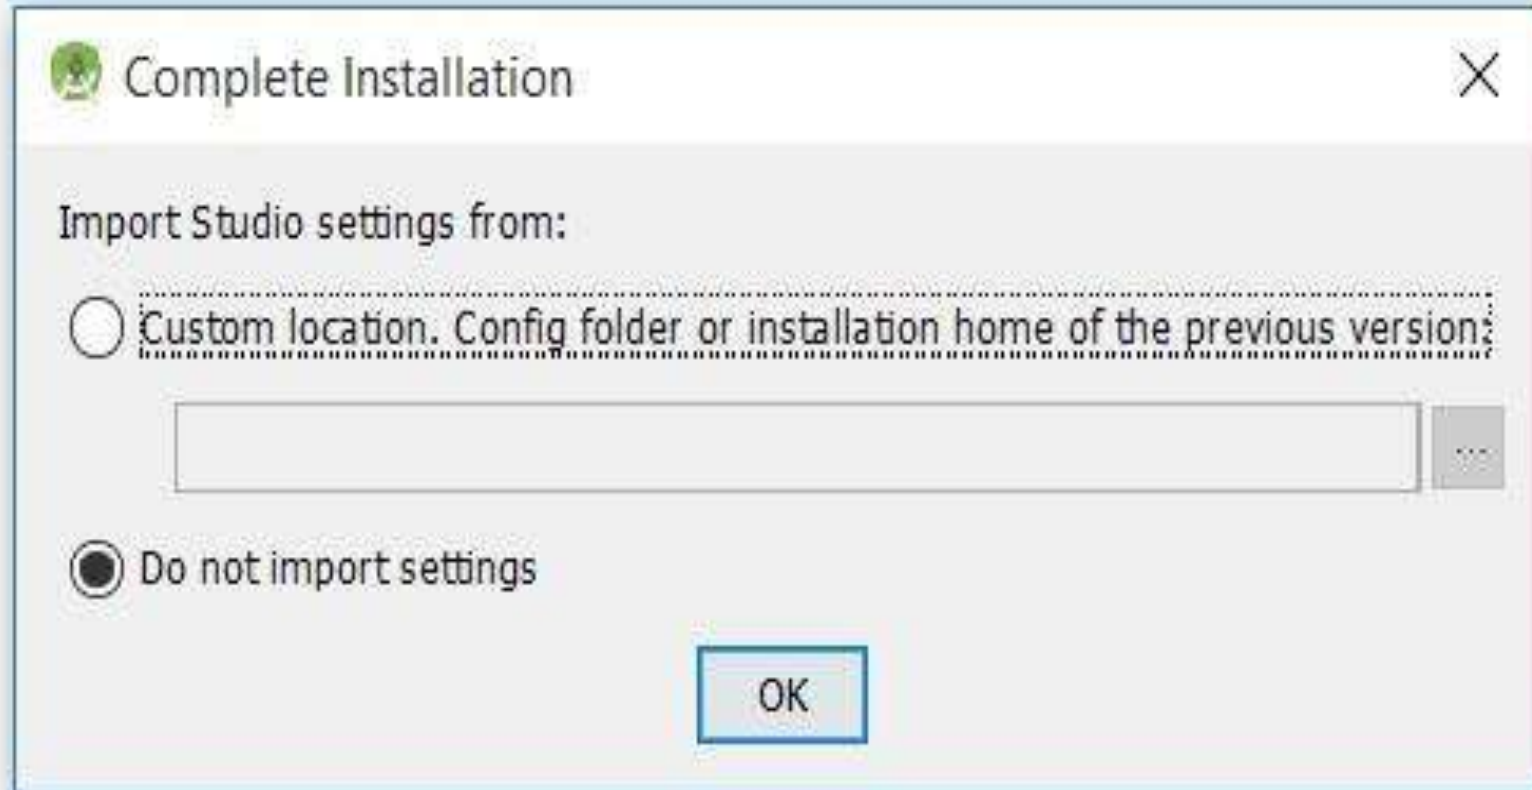 Complete Installation
Import Studio settings from:
Custom location. Config folder or installation home of the previous version:
...
Do not import settings
OK